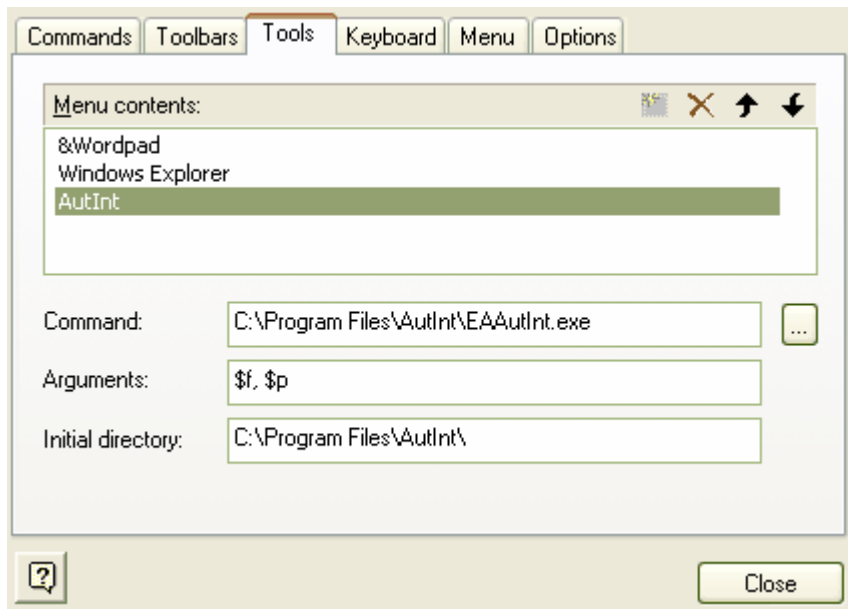 Commands Toolbars Tools Keyboard Menu Options
Menu contents:
&Wordpad
Windows Explorer
AutInt
Command: C:\Program Files\AutInt\EAAutInt.exe ...
Arguments: $f, $p
Initial directory: C:\Program Files\AutInt\
? Close